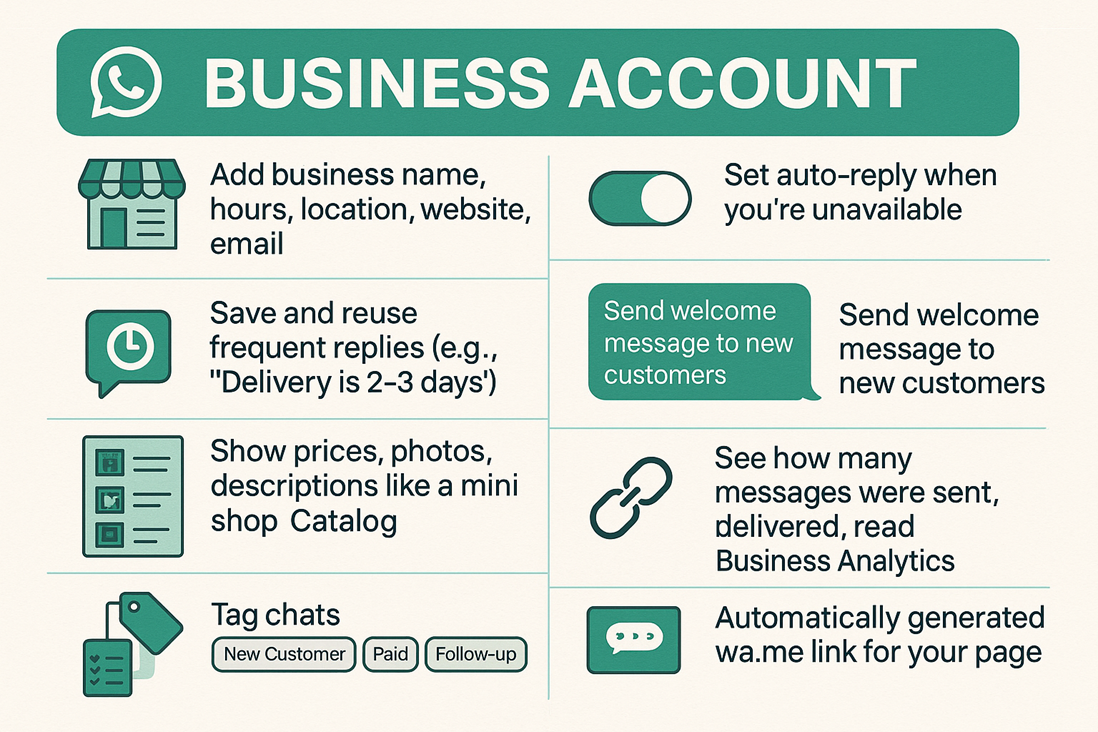 BUSINESS ACCOUNT
Add business name,
hours, location, website,
email
Save and reuse
frequent replies (e.g.,
"Delivery is 2–3 days')
Show prices, photos,
descriptions like a mini
shop Catalog
Tag chats
New Customer
Paid
Follow-up
Set auto-reply when
you're unavailable
Send welcome
message to new
customers
Send welcome
message to
new customers
See how many
messages were sent,
delivered, read
Business Analytics
Automatically generated
wa.me link for your page